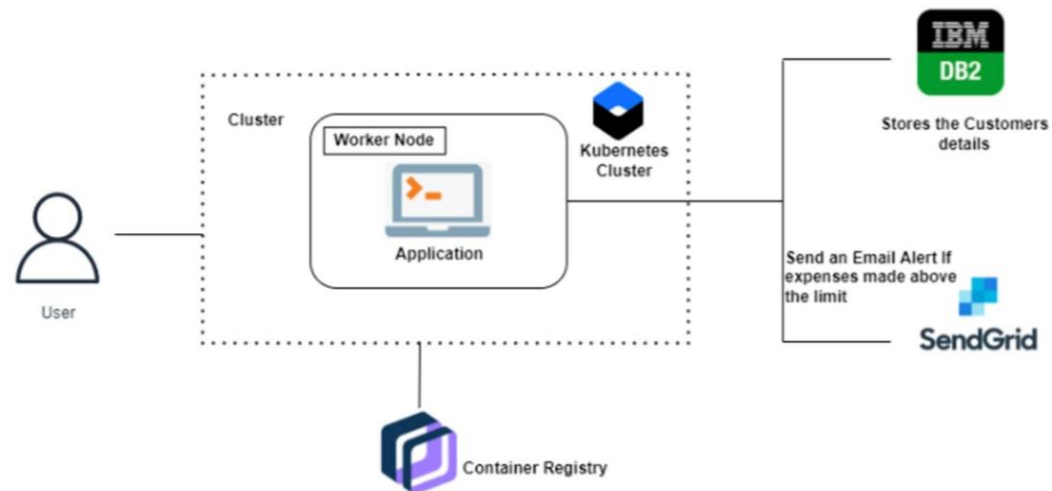 IBM
DB2
Stores the Customers
details
Cluster
Worker Node
Kubernetes
Cluster
Application
User
Send an Email Alert If
expenses made above
the limit
SendGrid
Container Registry